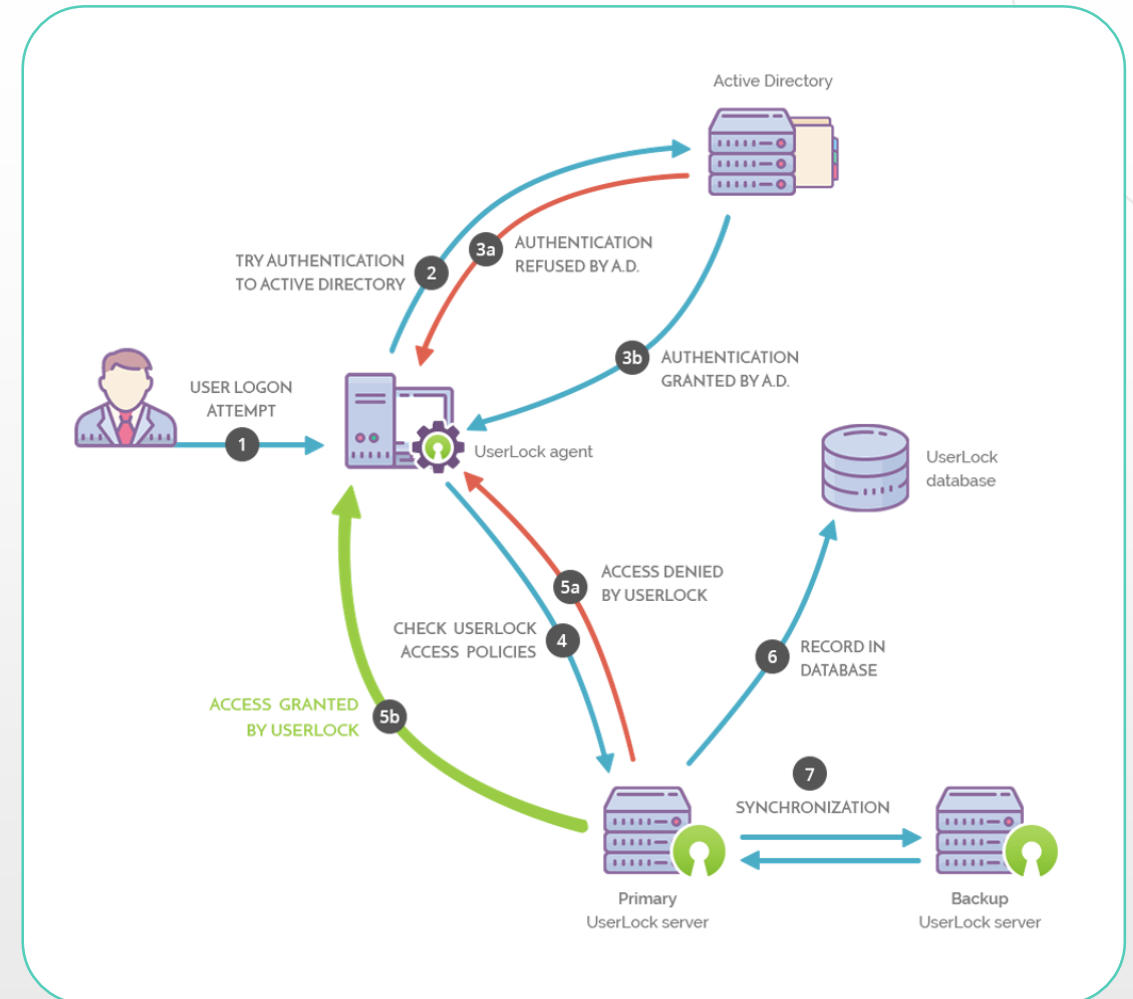 Active Directory
3a
AUTHENTICATION
REFUSED BY A.D.
TRY AUTHENTICATION
TO ACTIVE DIRECTORY
2
3b
AUTHENTICATION
GRANTED BY A.D.
USER LOGON
ATTEMPT
1
UserLock agent
UserLock
database
5a
ACCESS DENIED
BY USERLOCK
CHECK USERLOCK
ACCESS POLICIES
4
6
RECORD IN
DATABASE
ACCESS GRANTED
BY USERLOCK
5b
7
SYNCHRONIZATION
Primary
UserLock server
Backup
UserLock server